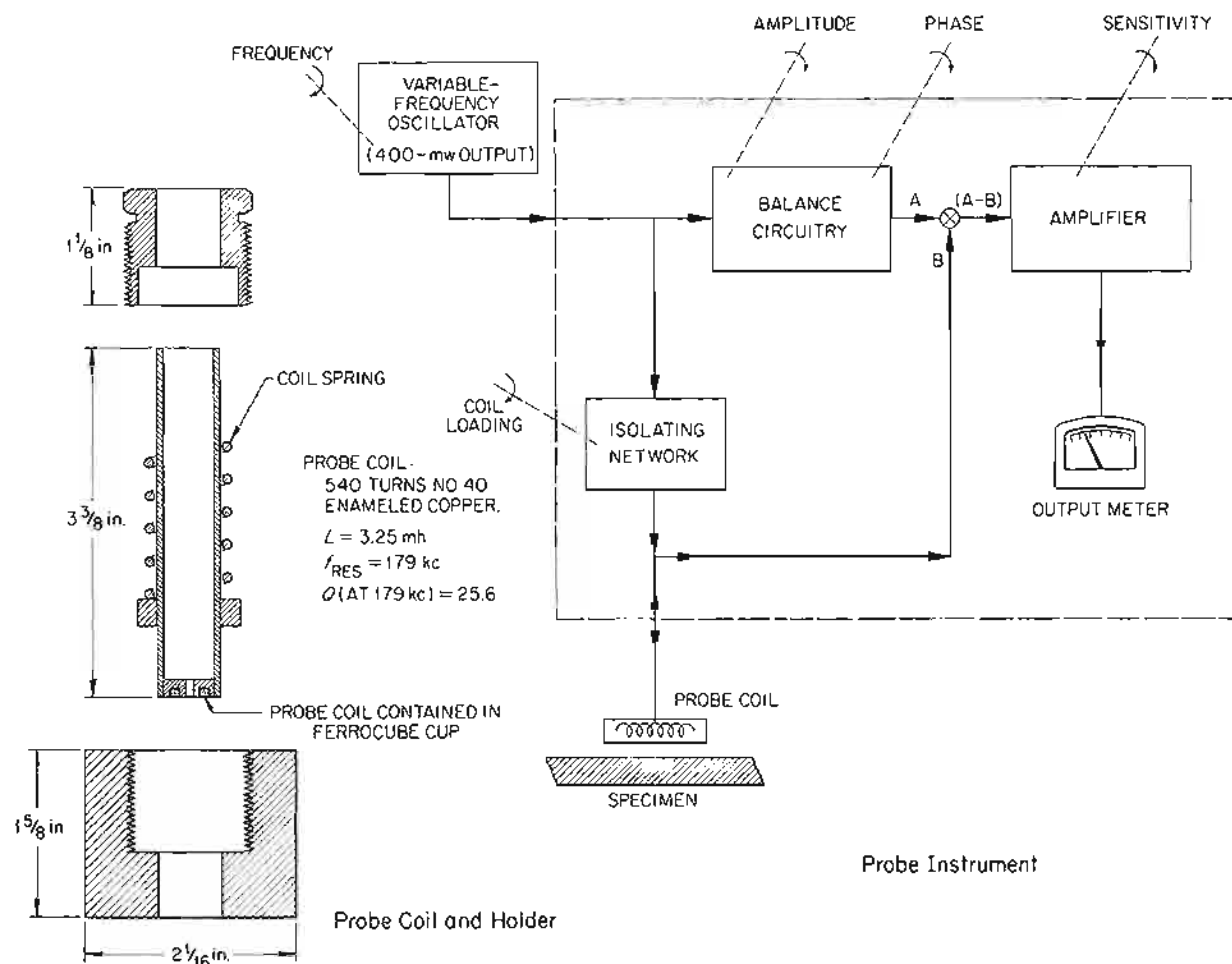 AMPLITUDE
PHASE
SENSITIVITY
FREQUENCY
VARIABLE-
FREQUENCY
OSCILLATOR
(400-mw OUTPUT)
BALANCE
CIRCUITRY
A
(A-B)
B
AMPLIFIER
1 1/8 in
COIL SPRING
COIL
LOADING
ISOLATING
NETWORK
OUTPUT METER
3 3/8 in.
PROBE COIL-
540 TURNS NO 40
ENAMELED COPPER.
L = 3.25 mh
fRES = 179 kc
Q (AT 179 kc) = 25.6
PROBE COIL CONTAINED IN
FERROCUBE CUP
PROBE COIL
SPECIMEN
1 5/8 in
Probe Instrument
Probe Coil and Holder
2 1/16 in.